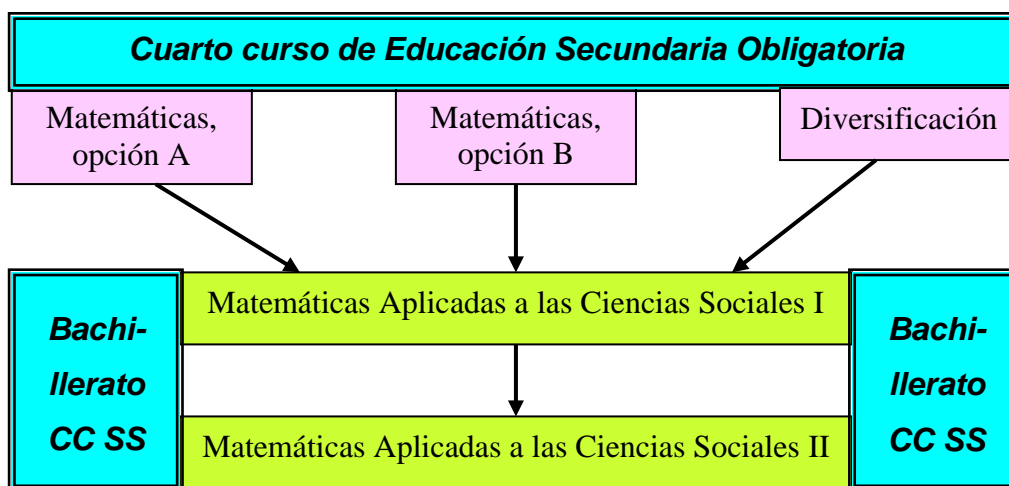 Cuarto curso de Educación Secundaria Obligatoria
Matemáticas,
opción A
Matemáticas,
opción B
Diversificación
Bachi-
llerato
CC SS
Matemáticas Aplicadas a las Ciencias Sociales I
Matemáticas Aplicadas a las Ciencias Sociales II
Bachi-
llerato
CC SS